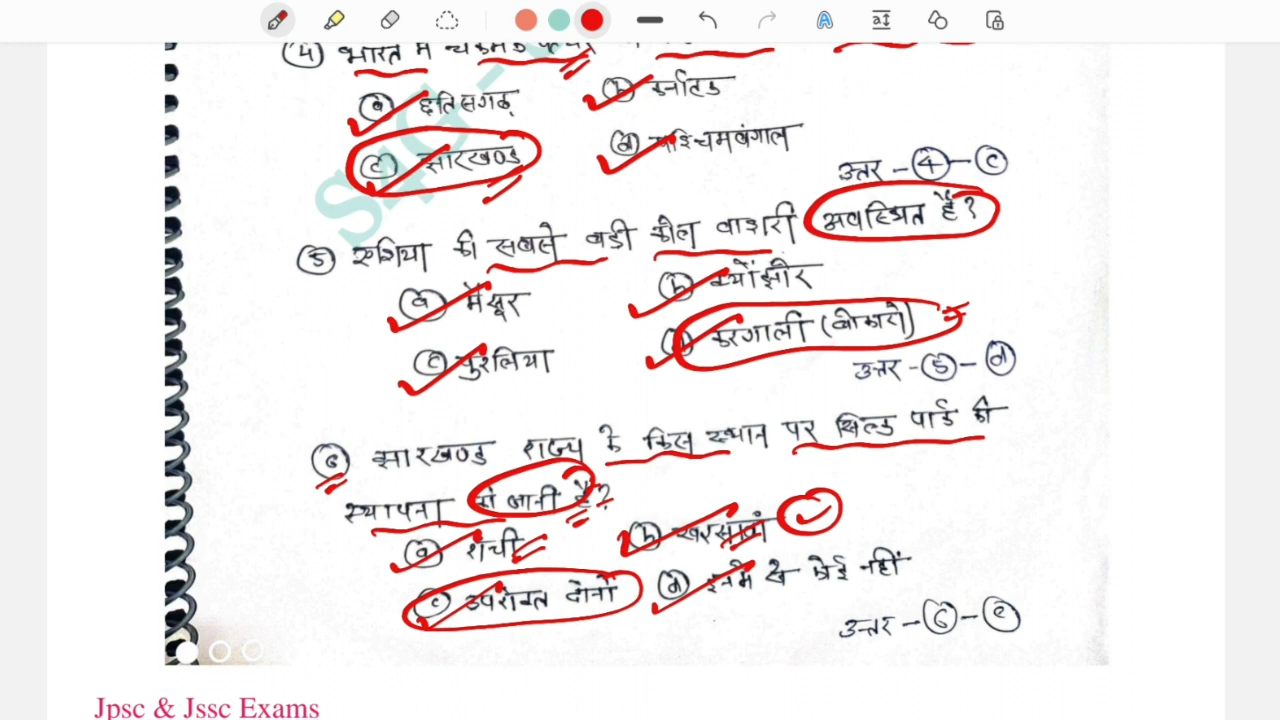 (4) भारत में
(a) छतिसगढ़ (b) कर्नाटक
(c) झारखण्ड (d) पश्चिमबंगाल
उत्तर - (4) - (c)
(5) एशिया की सबसे बड़ी कोल वाशरी अवस्थित है?
(a) मैसूर (b) क्योंझोर
(c) पुरुलिया (d) करगाली (बोकारो)
उत्तर - (5) - (d)
(6) झारखण्ड राज्य के किस स्थान पर शिल्ड पार्क की
स्थापना की जानी है?
(a) रांची (b) खरसावां
(c) उपरोक्त दोनों (d) इनमे से कोई नहीं
उत्तर - (6) - (c)
S4G -
Jpsc & Jssc Exams